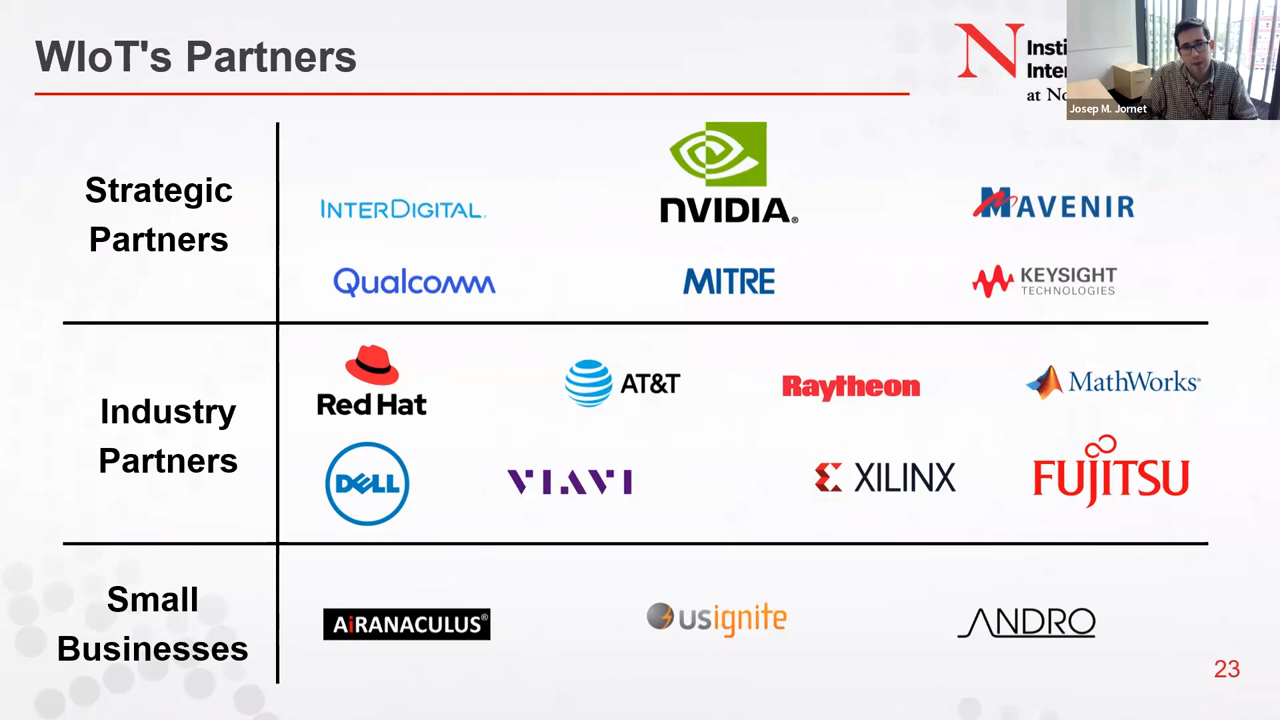 WIoT's Partners
Insti
Inter
at No
Josep M. Jornet
Strategic
Partners
INTERDIGITAL.
NVIDIA®
MAVENIR
Qualcomm
MITRE
KEYSIGHT
TECHNOLOGIES
Industry
Partners
Red Hat
AT&T
Raytheon
MathWorks®
DELL
VIAVI
XILINX
FUJITSU
Small
Businesses
AiRANACULUS®
usignite
ANDRO
23